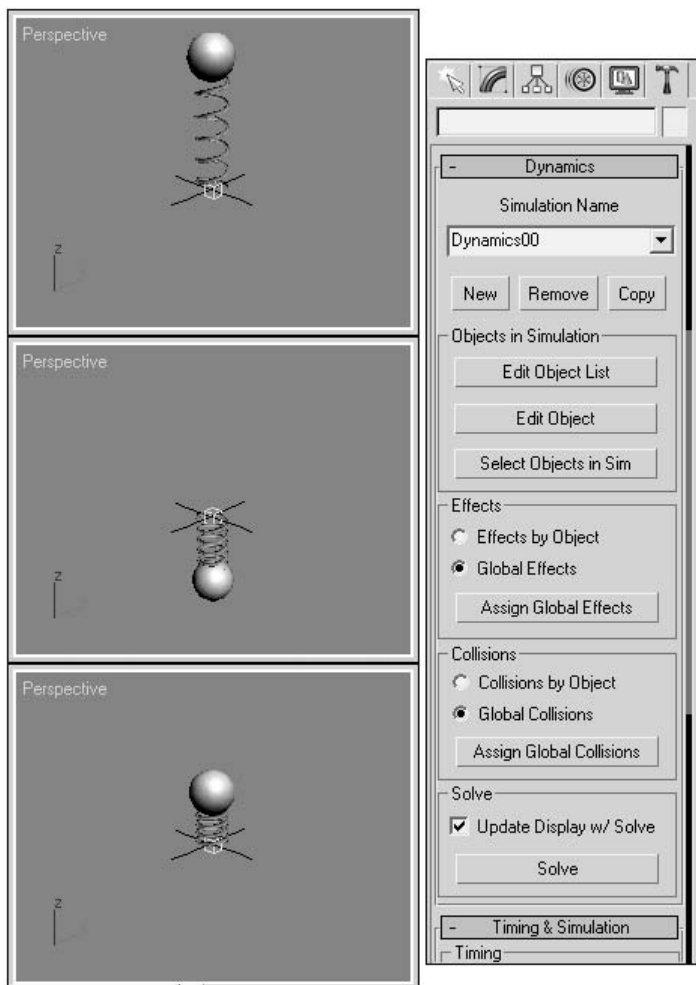 Perspective
z
Perspective
z
Perspective
z
Dynamics
Simulation Name
Dynamics00
New Remove Copy
Objects in Simulation
Edit Object List
Edit Object
Select Objects in Sim
Effects
Effects by Object
Global Effects
Assign Global Effects
Collisions
Collisions by Object
Global Collisions
Assign Global Collisions
Solve
Update Display w/ Solve
Solve
Timing & Simulation
Timing